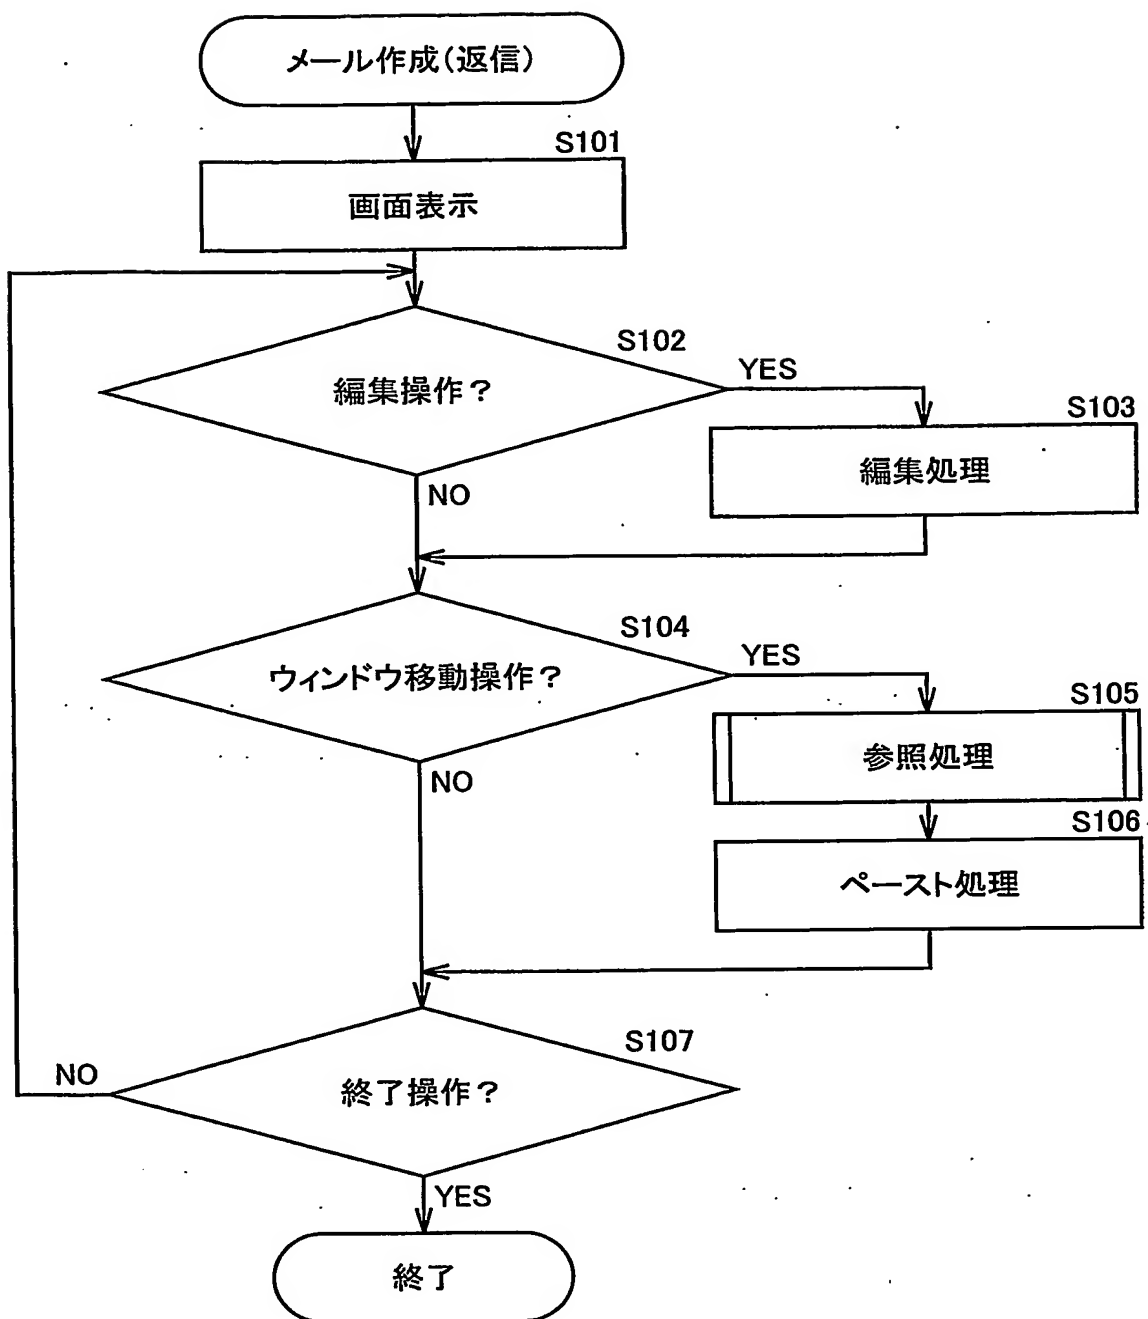 メール作成(返信)
S101
画面表示
S102
編集操作?
YES
S103
編集処理
NO
S104
ウィンドウ移動操作?
YES
S105
参照処理
NO
S106
ペースト処理
S107
NO
終了操作?
YES
終了